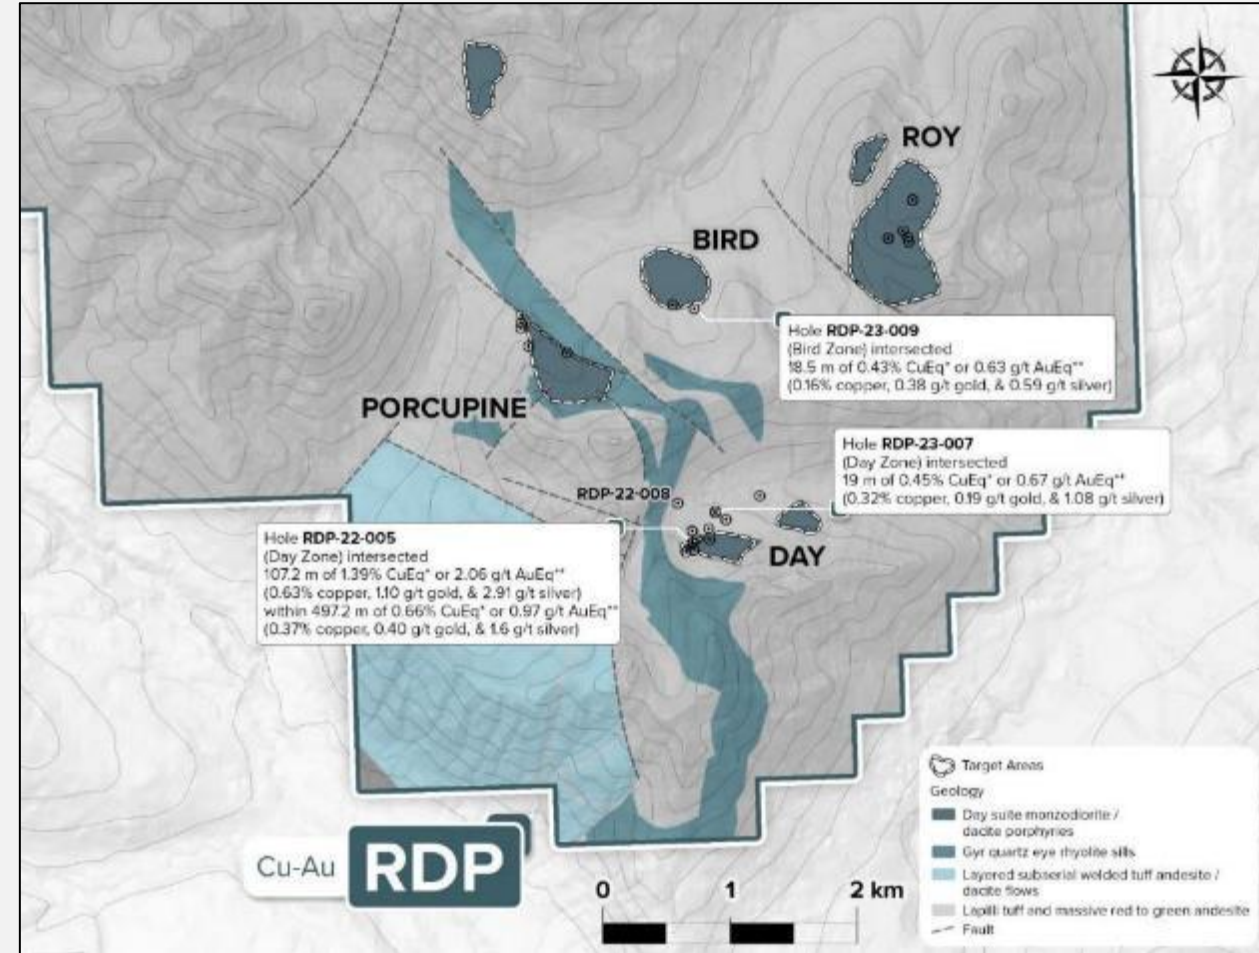 ROY
BIRD
Hole RDP-23-009
(Bird Zone) intersected
18.5 m of 0.43% CuEq* or 0.63 g/t AuEq**
(0.16% copper, 0.38 g/t gold, & 0.59 g/t silver)
PORCUPINE
Hole RDP-23-007
(Day Zone) intersected
19 m of 0.45% CuEq* or 0.67 g/t AuEq**
(0.32% copper, 0.19 g/t gold, & 1.08 g/t silver)
RDP-22-008
Hole RDP-22-005
(Day Zone) intersected
107.2 m of 1.39% CuEq* or 2.06 g/t AuEq**
(0.63% copper, 1.10 g/t gold, & 2.91 g/t silver)
within 497.2 m of 0.66% CuEq* or 0.97 g/t AuEq**
(0.37% copper, 0.40 g/t gold, & 1.6 g/t silver)
DAY
Target Areas
Geology
Day suite monzodiorite /
dacite porphyries
Gyr quartz eye rhyolite sills
Layered subaerial welded tuff andesite /
dacite flows
Lapilli tuff and massive red to green andesite
Fault
Cu-Au RDP
0 1 2 km